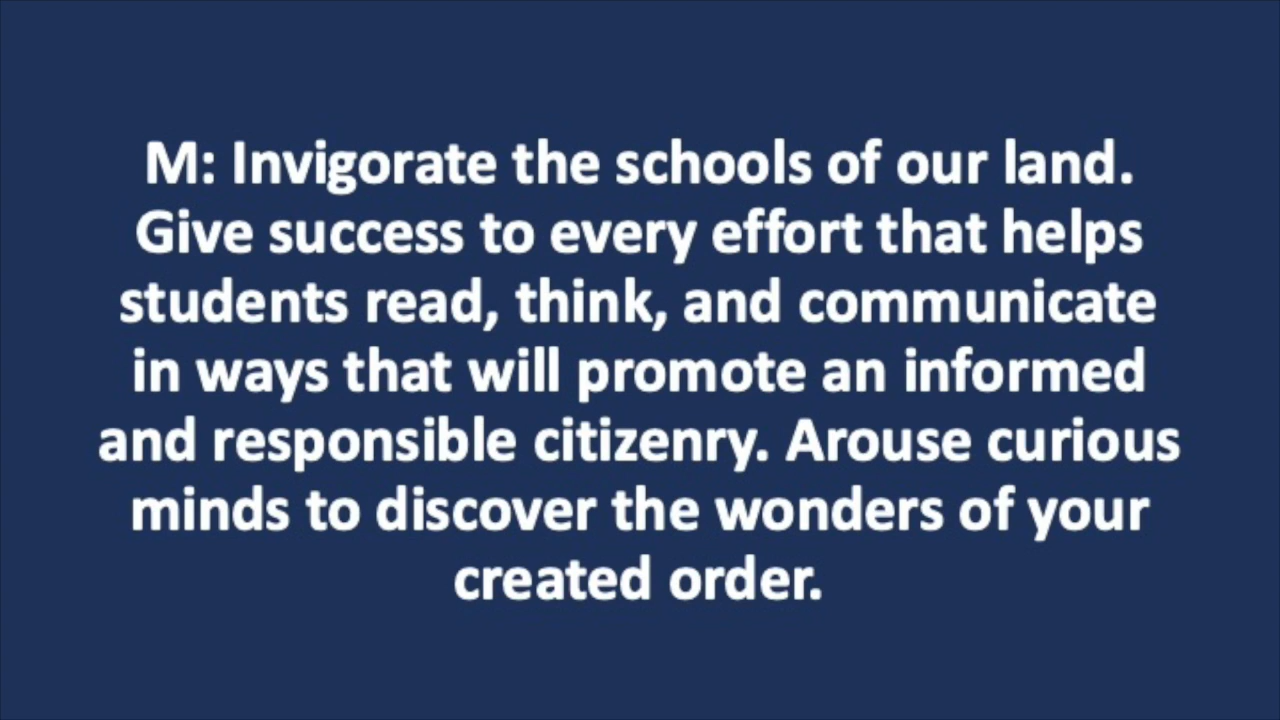 M: Invigorate the schools of our land.
Give success to every effort that helps
students read, think, and communicate
in ways that will promote an informed
and responsible citizenry. Arouse curious
minds to discover the wonders of your
created order.